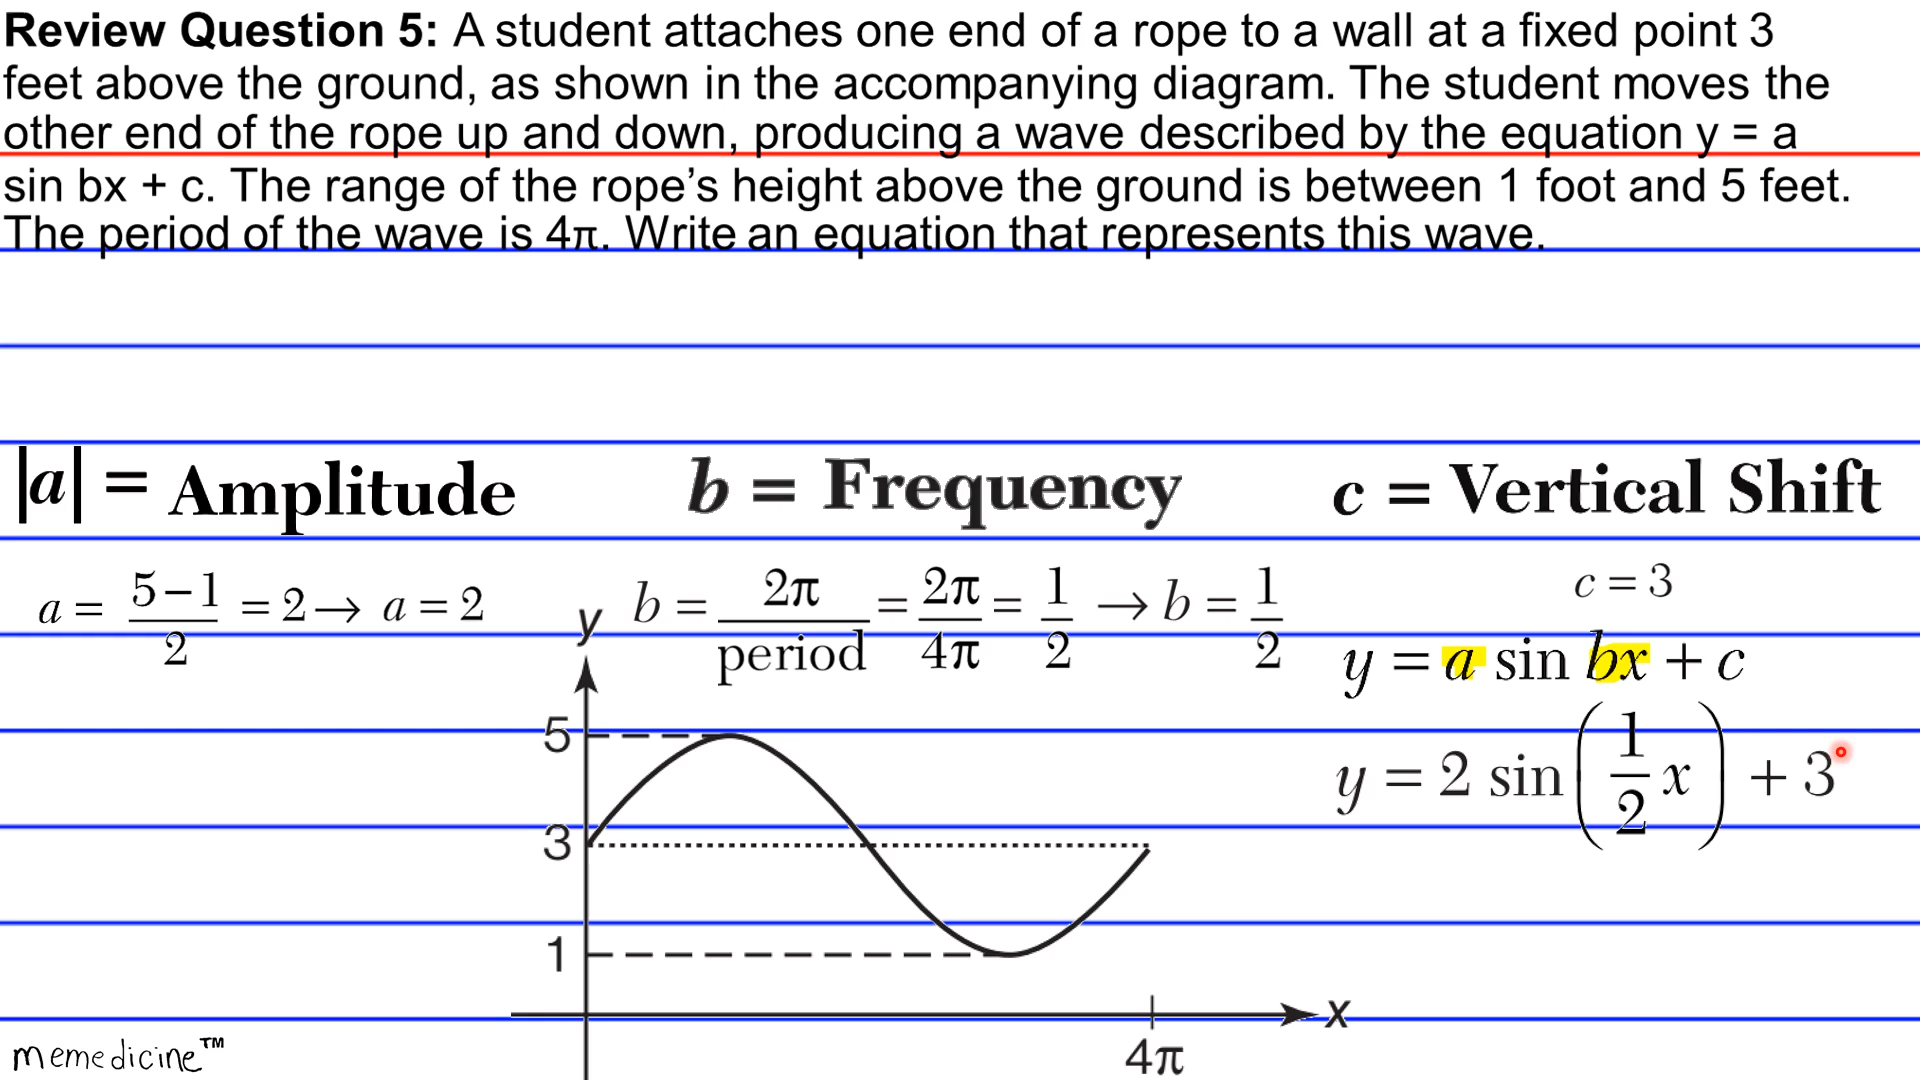 Review Question 5: A student attaches one end of a rope to a wall at a fixed point 3
feet above the ground, as shown in the accompanying diagram. The student moves the
other end of the rope up and down, producing a wave described by the equation y = a
sin bx + c. The range of the rope’s height above the ground is between 1 foot and 5 feet.
The period of the wave is 4π. Write an equation that represents this wave.
|a| = Amplitude
b = Frequency
c = Vertical Shift
a = (5−1)/2 = 2 → a = 2
b = 2π/period = 2π/4π = 1/2 → b = 1/2
c = 3
y = a sin bx + c
y = 2 sin(1/2 x) + 3
y
5
3
1
x
4π
memedicine™